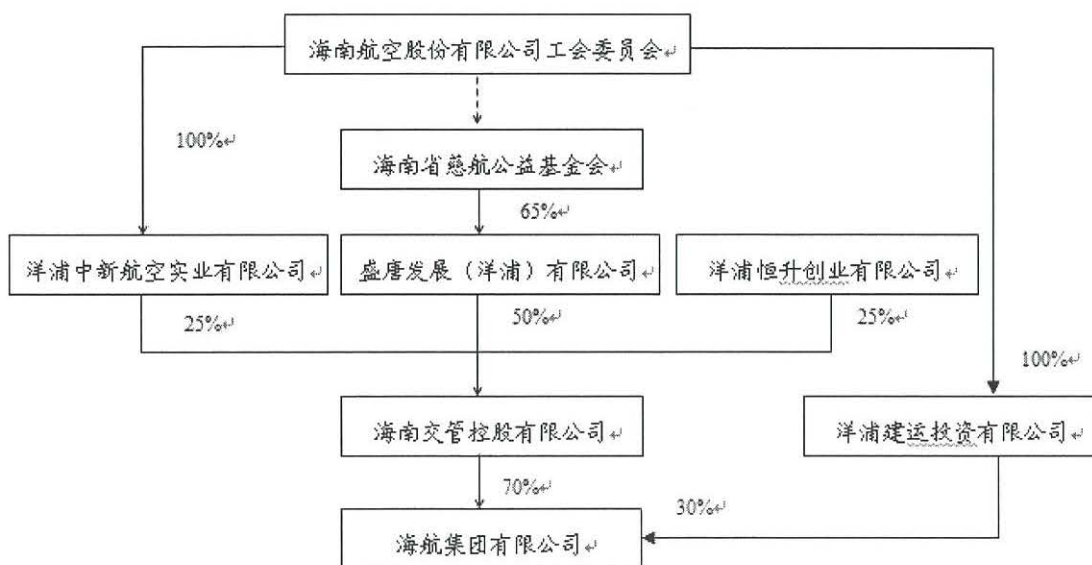 海南航空股份有限公司工会委员会
100%
海南省慈航公益基金会
65%
洋浦中新航空实业有限公司
盛唐发展（洋浦）有限公司
洋浦恒升创业有限公司
25%
50%
25%
100%
海南交管控股有限公司
洋浦建运投资有限公司
70%
30%
海航集团有限公司